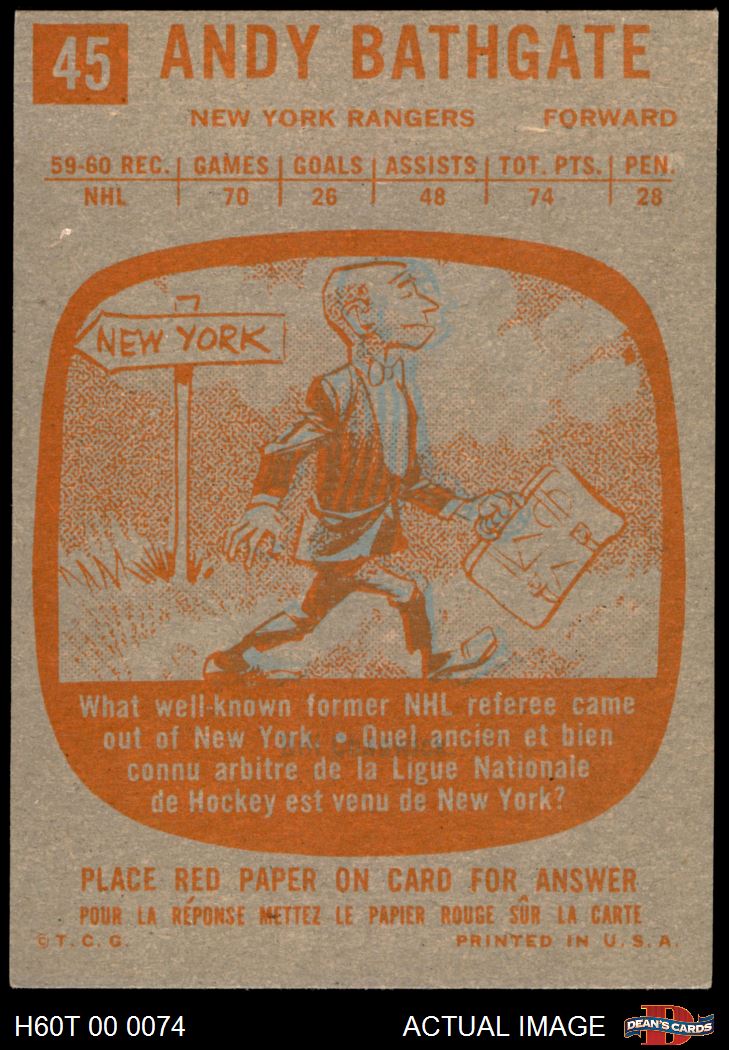 45 ANDY BATHGATE
NEW YORK RANGERS FORWARD
59-60 REC. GAMES GOALS ASSISTS TOT. PTS. PEN.
NHL 70 26 48 74 28
NEW YORK
What well-known former NHL referee came
out of New York • Quel ancien et bien
connu arbitre de la Ligue Nationale
de Hockey est venu de New York?
PLACE RED PAPER ON CARD FOR ANSWER
POUR LA RÉPONSE METTEZ LE PAPIER ROUGE SÛR LA CARTE
© T. C. G. PRINTED IN U. S. A.
H60T 00 0074 ACTUAL IMAGE DEAN'S CARDS